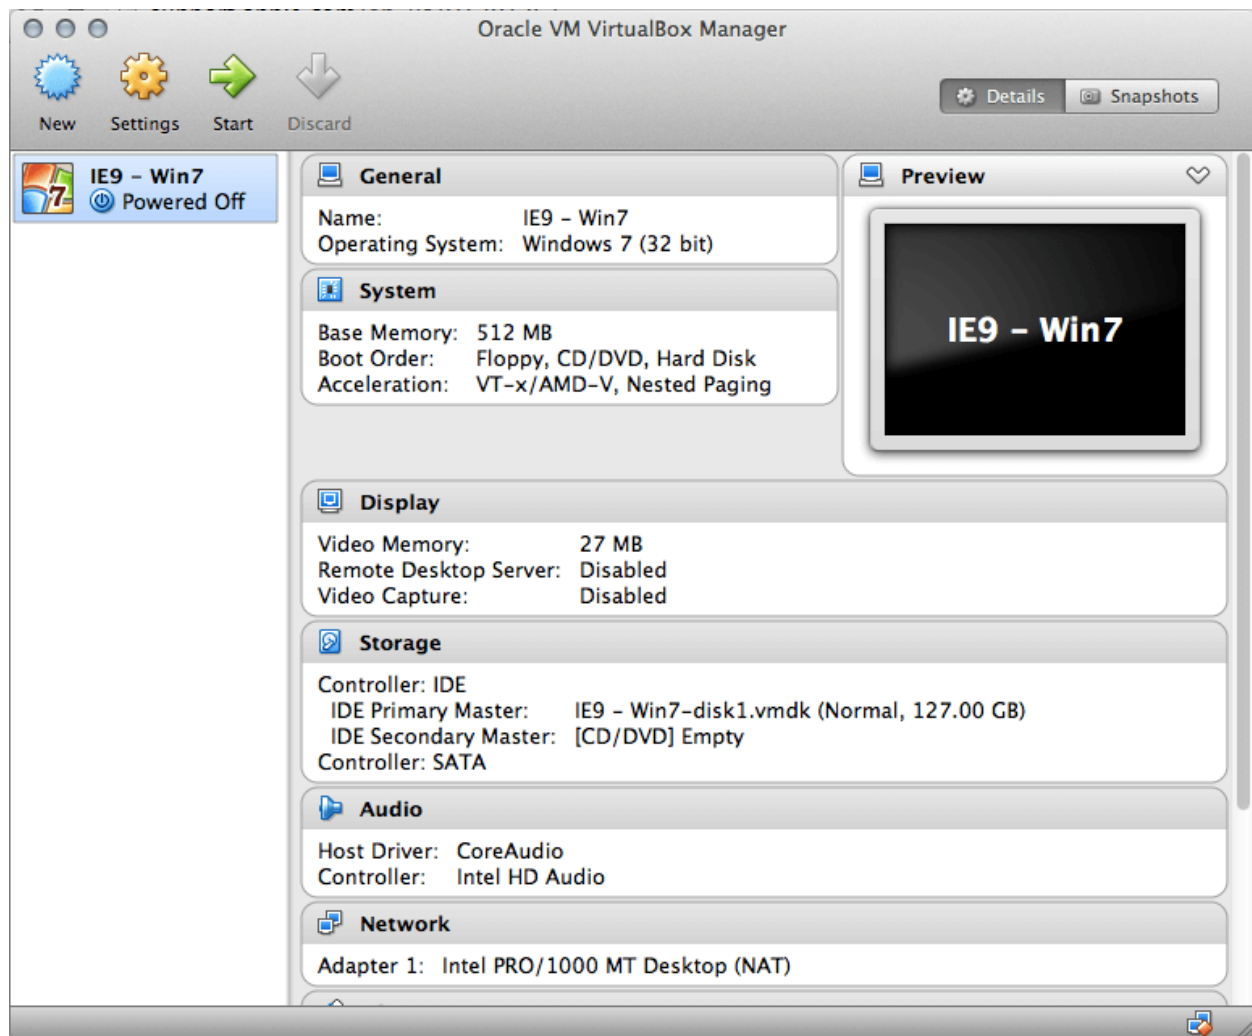 Oracle VM VirtualBox Manager
New Settings Start Discard
Details Snapshots
IE9 – Win7
Powered Off
General
Name: IE9 – Win7
Operating System: Windows 7 (32 bit)
System
Base Memory: 512 MB
Boot Order: Floppy, CD/DVD, Hard Disk
Acceleration: VT-x/AMD-V, Nested Paging
Preview
IE9 – Win7
Display
Video Memory: 27 MB
Remote Desktop Server: Disabled
Video Capture: Disabled
Storage
Controller: IDE
IDE Primary Master: IE9 – Win7-disk1.vmdk (Normal, 127.00 GB)
IDE Secondary Master: [CD/DVD] Empty
Controller: SATA
Audio
Host Driver: CoreAudio
Controller: Intel HD Audio
Network
Adapter 1: Intel PRO/1000 MT Desktop (NAT)